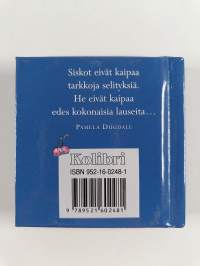 Siskot eivät kaipaa
tarkkoja selityksiä.
He eivät kaipaa
edes kokonaisia lauseita...
PAMELA DUGDALE
Kolibri
ISBN 952-16-0248-1
9 789521 602481